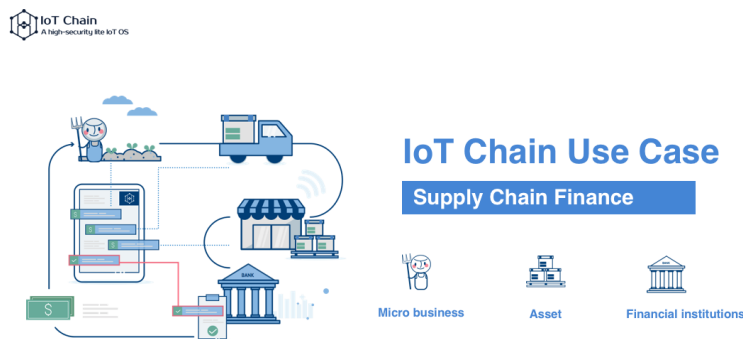 IoT Chain
A high-security lite IoT OS
IoT Chain Use Case
Supply Chain Finance
BANK
$
$
$
$
BANK
Micro business
Asset
Financial institutions